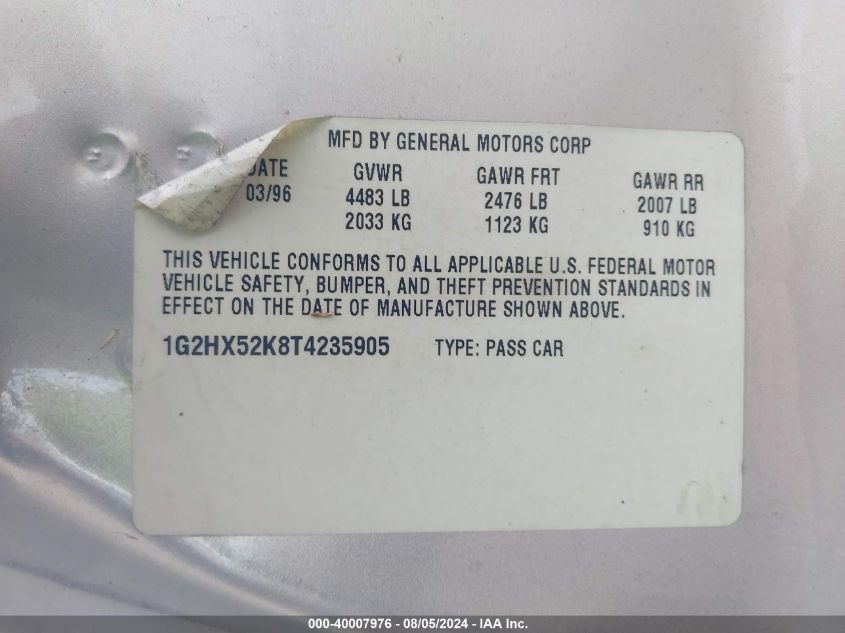 MFD BY GENERAL MOTORS CORP
DATE GVWR GAWR FRT GAWR RR
03/96 4483 LB 2476 LB 2007 LB
2033 KG 1123 KG 910 KG
THIS VEHICLE CONFORMS TO ALL APPLICABLE U.S. FEDERAL MOTOR
VEHICLE SAFETY, BUMPER, AND THEFT PREVENTION STANDARDS IN
EFFECT ON THE DATE OF MANUFACTURE SHOWN ABOVE.
1G2HX52K8T4235905 TYPE: PASS CAR
000-40007976 - 08/05/2024 - IAA Inc.